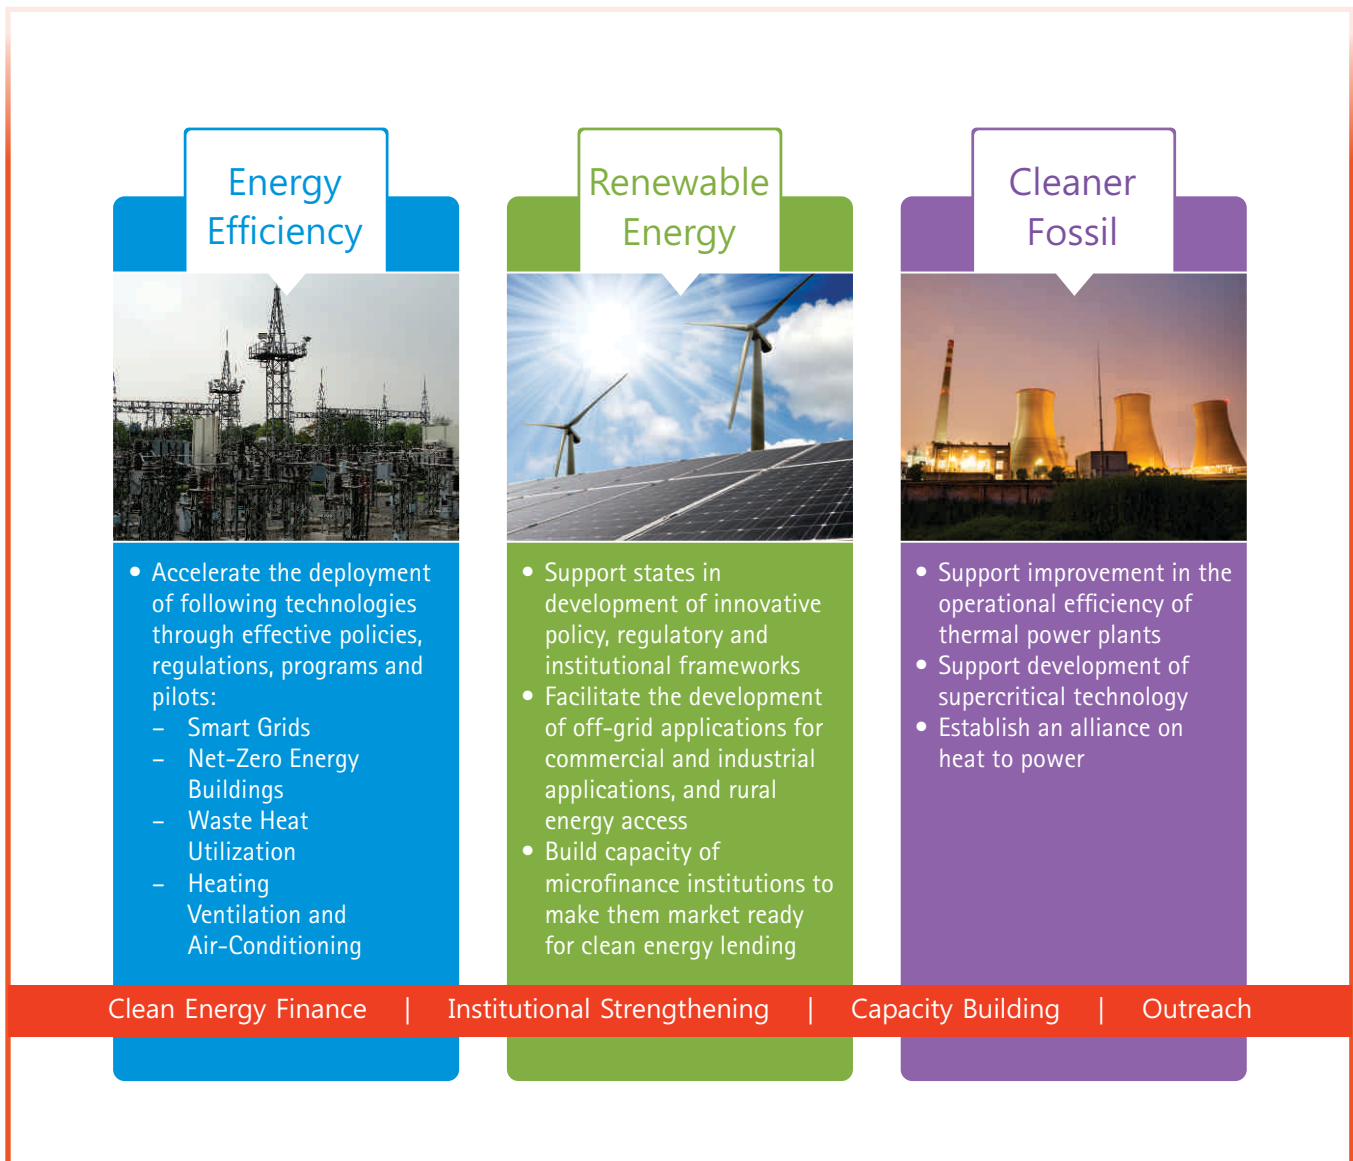 Energy
Efficiency
• Accelerate the deployment
of following technologies
through effective policies,
regulations, programs and
pilots:
– Smart Grids
– Net-Zero Energy
Buildings
– Waste Heat
Utilization
– Heating
Ventilation and
Air-Conditioning
Renewable
Energy
• Support states in
development of innovative
policy, regulatory and
institutional frameworks
• Facilitate the development
of off-grid applications for
commercial and industrial
applications, and rural
energy access
• Build capacity of
microfinance institutions to
make them market ready
for clean energy lending
Cleaner
Fossil
• Support improvement in the
operational efficiency of
thermal power plants
• Support development of
supercritical technology
• Establish an alliance on
heat to power
Clean Energy Finance | Institutional Strengthening | Capacity Building | Outreach